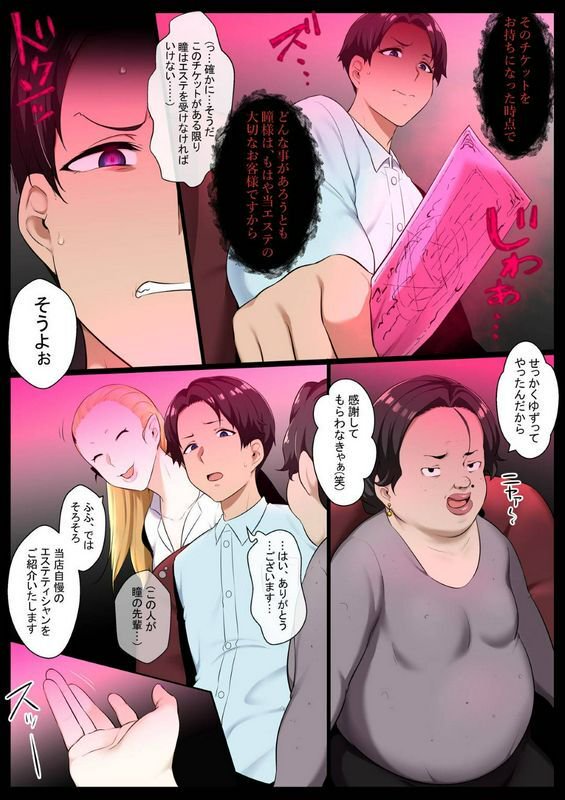 そのチケットを
お持ちになった時点で
どんな事があろうとも
瞳様は、もはや当エステの
大切なお客様ですから
ズズ…
じわぁ…
(っ…確かに…そうだ
このチケットがある限り
瞳はエステを受けなければ
いけない……)
ドクンッ
そうよぉ
せっかくゆずって
やったんだから
感謝して
もらわなきゃぁ(笑)
ニヤ〜
…はい、ありがとう
ございます…
(この人が
瞳の先輩…)
ふふ、では
そろそろ
当店自慢の
エステティシャンを
ご紹介いたします
スッ